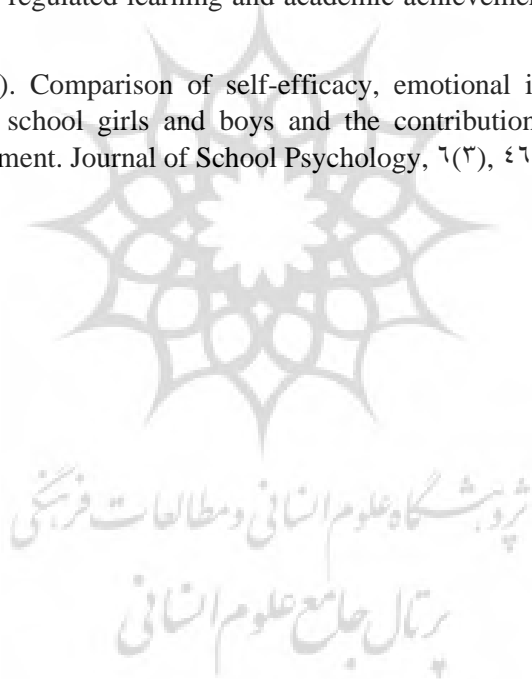 regulated learning and academic achievemen
). Comparison of self-efficacy, emotional i
school girls and boys and the contribution
ment. Journal of School Psychology, ٦(٣), ٤٦
پژوهشگاه علوم انسانی و مطالعات فرهنگی
پرتال جامع علوم انسانی